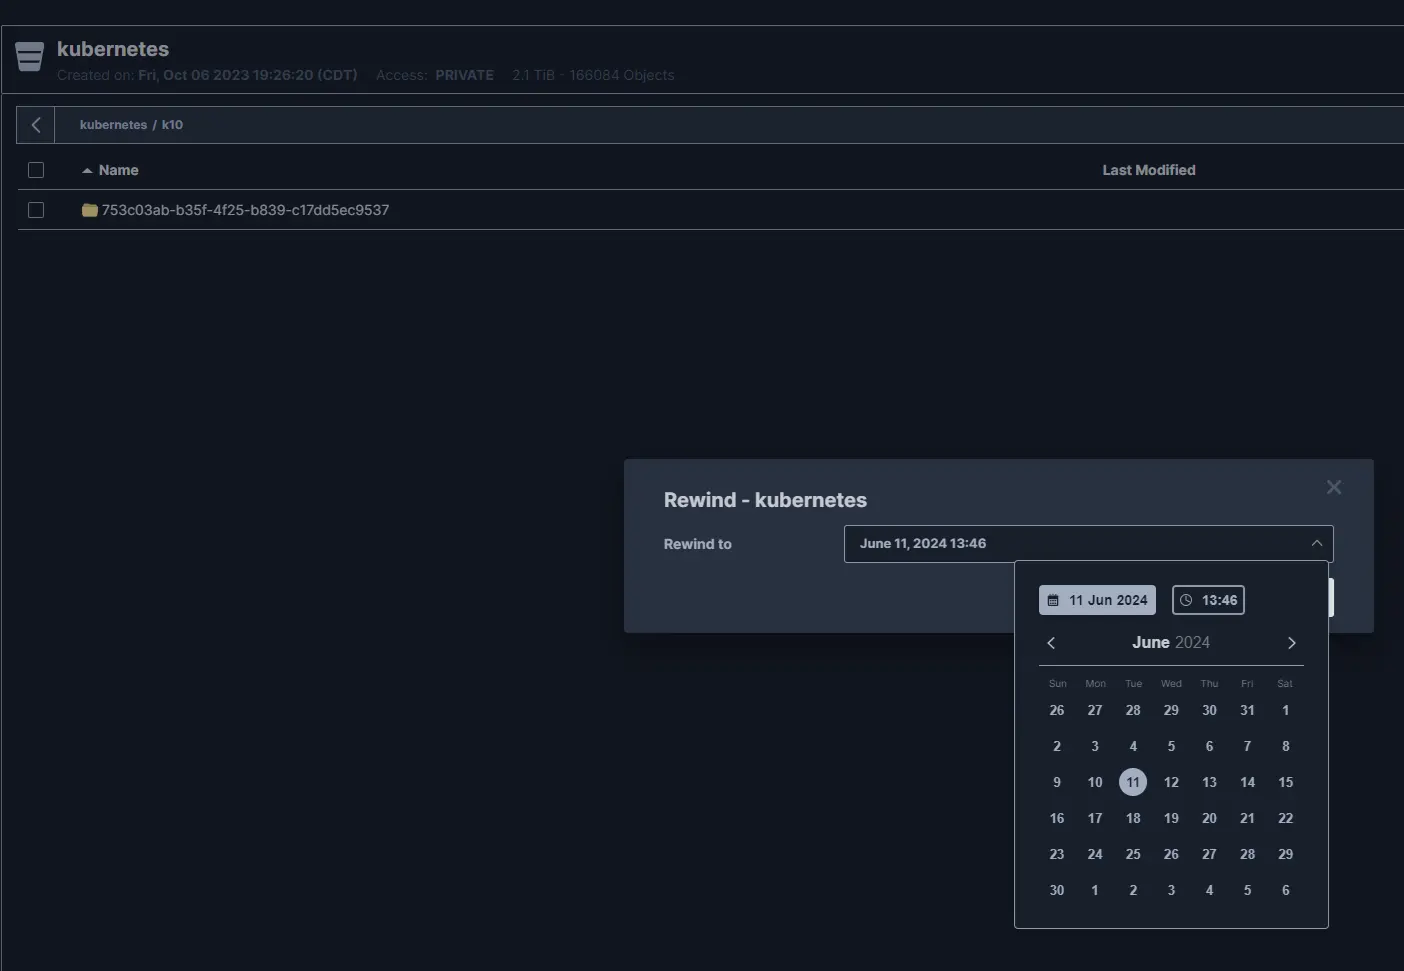 kubernetes
Created on: Fri, Oct 06 2023 19:26:20 (CDT) Access: PRIVATE 2.1 TiB - 166084 Objects
kubernetes / k10
Name Last Modified
753c03ab-b35f-4f25-b839-c17dd5ec9537
Rewind - kubernetes
Rewind to June 11, 2024 13:46
11 Jun 2024 13:46
June 2024
Sun Mon Tue Wed Thu Fri Sat
26 27 28 29 30 31 1
2 3 4 5 6 7 8
9 10 11 12 13 14 15
16 17 18 19 20 21 22
23 24 25 26 27 28 29
30 1 2 3 4 5 6